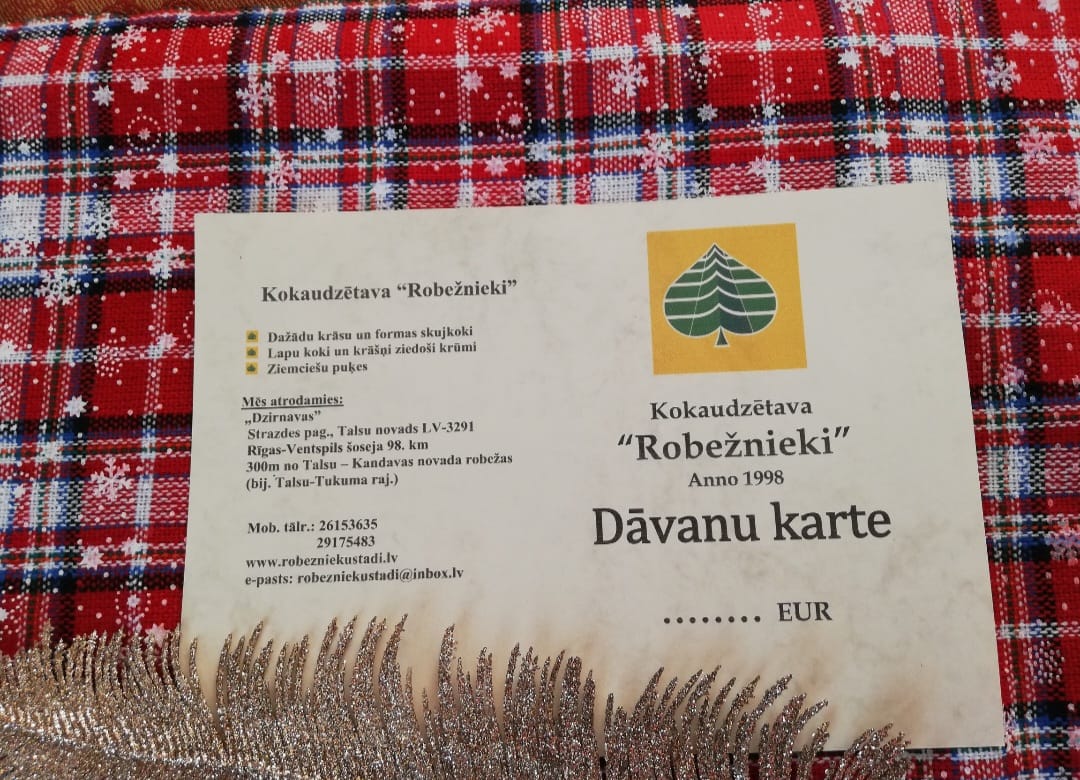 Kokaudzētava “Robežnieki”
Dažādu krāsu un formas skujkoki
Lapu koki un krāšņi ziedoši krūmi
Ziemciešu puķes
Mēs atrodamies:
„Dzirnavas”
Strazdes pag., Talsu novads LV-3291
Rīgas-Ventspils šoseja 98. km
300m no Talsu – Kandavas novada robežas
(bij. Talsu-Tukuma raj.)
Mob. tālr.: 26153635
29175483
www.robezniekustadi.lv
e-pasts: robezniekustadi@inbox.lv
Kokaudzētava
“Robežnieki”
Anno 1998
Dāvanu karte
........ EUR